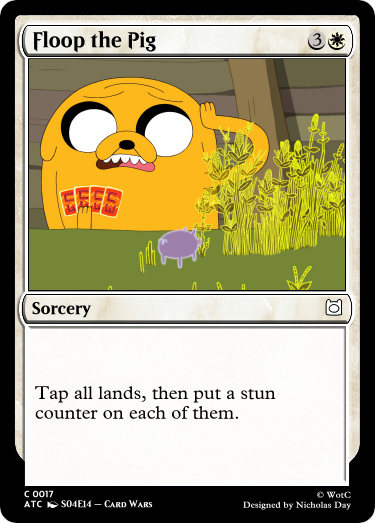 Floop the Pig 3
Sorcery
Tap all lands, then put a stun
counter on each of them.
C 0017 © WotC
ATC S04E14 – Card Wars Designed by Nicholas Day